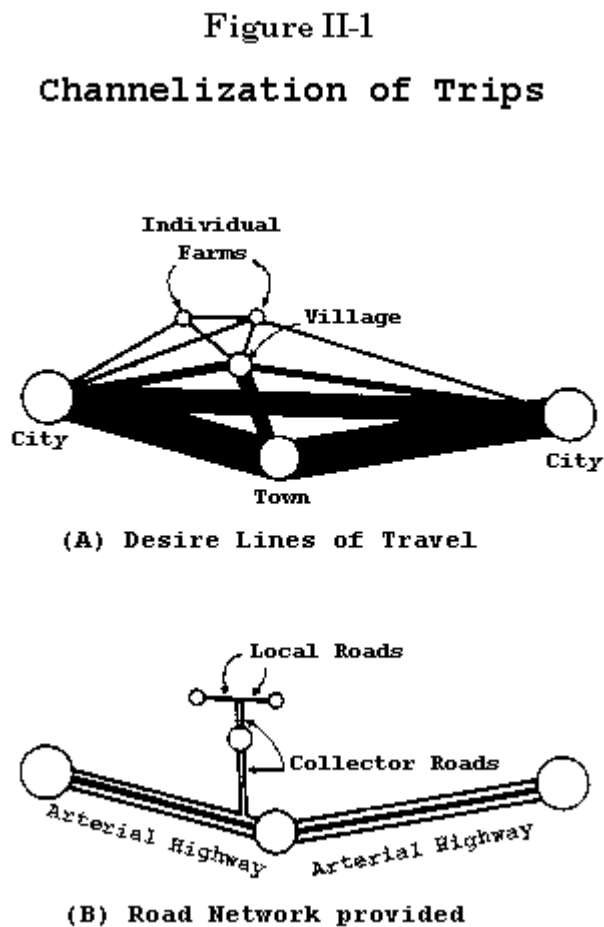 Figure II-1
Channelization of Trips
Individual
Farms
Village
City
City
Town
(A) Desire Lines of Travel
Local Roads
Collector Roads
Arterial Highway
Arterial Highway
(B) Road Network provided